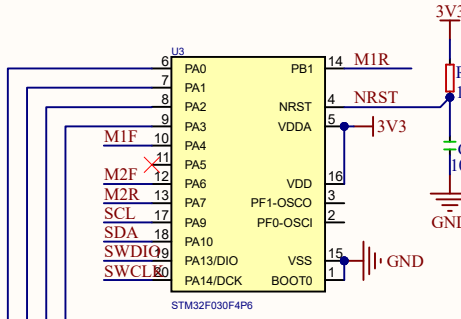 3V3
U3
6 PA0 PB1 14 M1R
7 PA1
8 PA2 NRST 4 NRST
9 PA3 VDDA 5 3V3
M1F 10 PA4
11 PA5
M2F 12 PA6 VDD 16
M2R 13 PA7 PF1-OSCO 3
SCL 17 PA9 PF0-OSCI 2
SDA 18 PA10
SWDIO 19 PA13/DIO VSS 15 GND
SWCLK 20 PA14/DCK BOOT0 1
GND
STM32F030F4P6